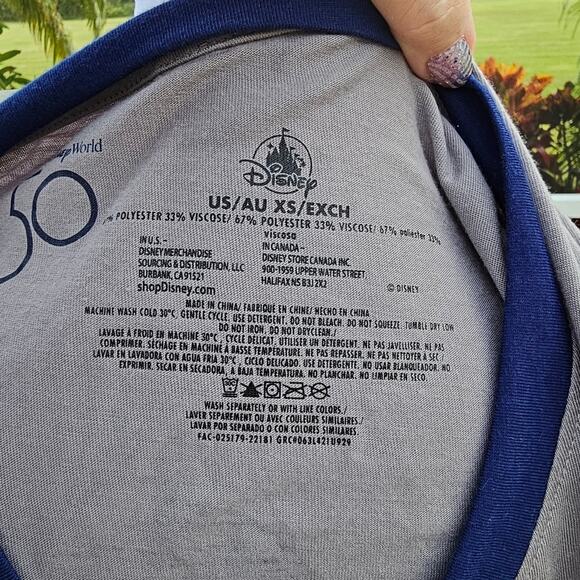 World
50
Disney
US/AU XS/EXCH
POLYESTER 33% VISCOSE/ 67% POLYESTER 33% VISCOSE/ 67% poliéster 33%
viscosa
IN U.S. –
DISNEY MERCHANDISE
SOURCING & DISTRIBUTION, LLC
BURBANK, CA 91521
shopDisney.com
IN CANADA –
DISNEY STORE CANADA INC.
900-1959 UPPER WATER STREET
HALIFAX NS B3J 2X2
© DISNEY
MADE IN CHINA/ FABRIQUE EN CHINE/ HECHO EN CHINA
MACHINE WASH COLD 30°C, GENTLE CYCLE. USE DETERGENT. DO NOT BLEACH. DO NOT SQUEEZE. TUMBLE DRY LOW
DO NOT IRON, DO NOT DRYCLEAN./
LAVAGE À FROID EN MACHINE 30°C , CYCLE DÉLICAT. UTILISER UN DÉTERGENT. NE PAS JAVELLISER. NE PAS
COMPRIMER. SÉCHAGE EN MACHINE À BASSE TEMPÉRATURE. NE PAS REPASSER. NE PAS NETTOYER À SEC/
LAVAR EN LAVADORA CON AGUA FRÍA 30°C , CICLO DELICADO. USE DETERGENTE. NO USAR BLANQUEADOR. NO
EXPRIMIR. SECAR EN SECADORA, A BAJA TEMPERATURA. NO PLANCHAR. NO LIMPIAR EN SECO.
WASH SEPARATELY OR WITH LIKE COLORS./
LAVER SEPAREMENT OU AVEC COULEURS SIMILAIRES./
LAVAR POR SEPARADO O CON COLORES SIMILARES.
FAC-025179-22181 GRC#063L421U929